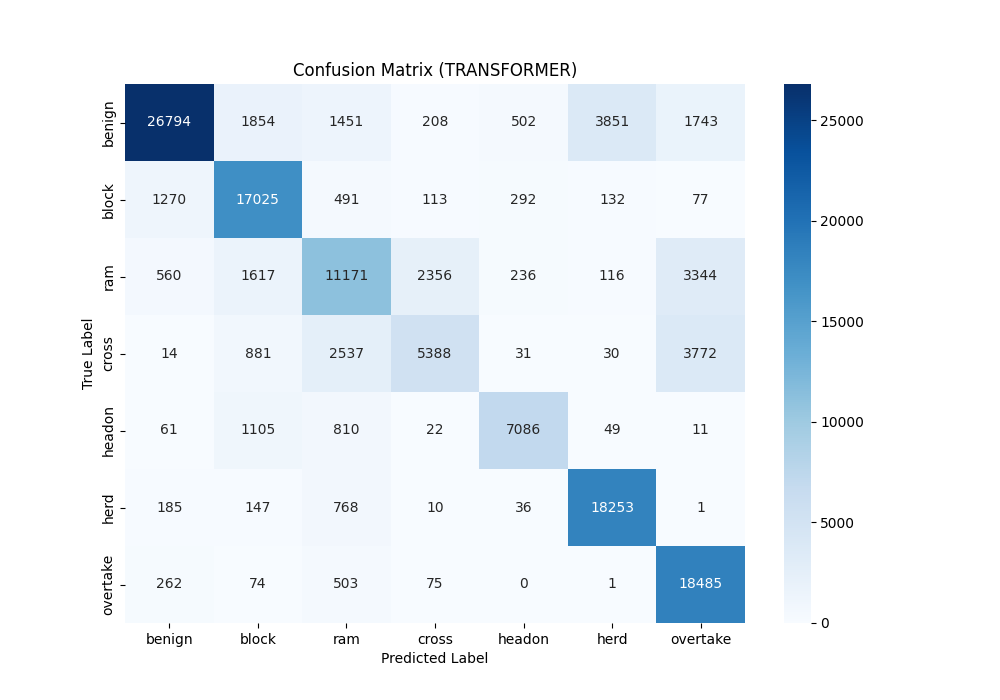 Confusion Matrix (TRANSFORMER)
benign 26794 1854 1451 208 502 3851 1743
block 1270 17025 491 113 292 132 77
ram 560 1617 11171 2356 236 116 3344
cross 14 881 2537 5388 31 30 3772
headon 61 1105 810 22 7086 49 11
herd 185 147 768 10 36 18253 1
overtake 262 74 503 75 0 1 18485
benign block ram cross headon herd overtake
Predicted Label
True Label
25000
20000
15000
10000
5000
0